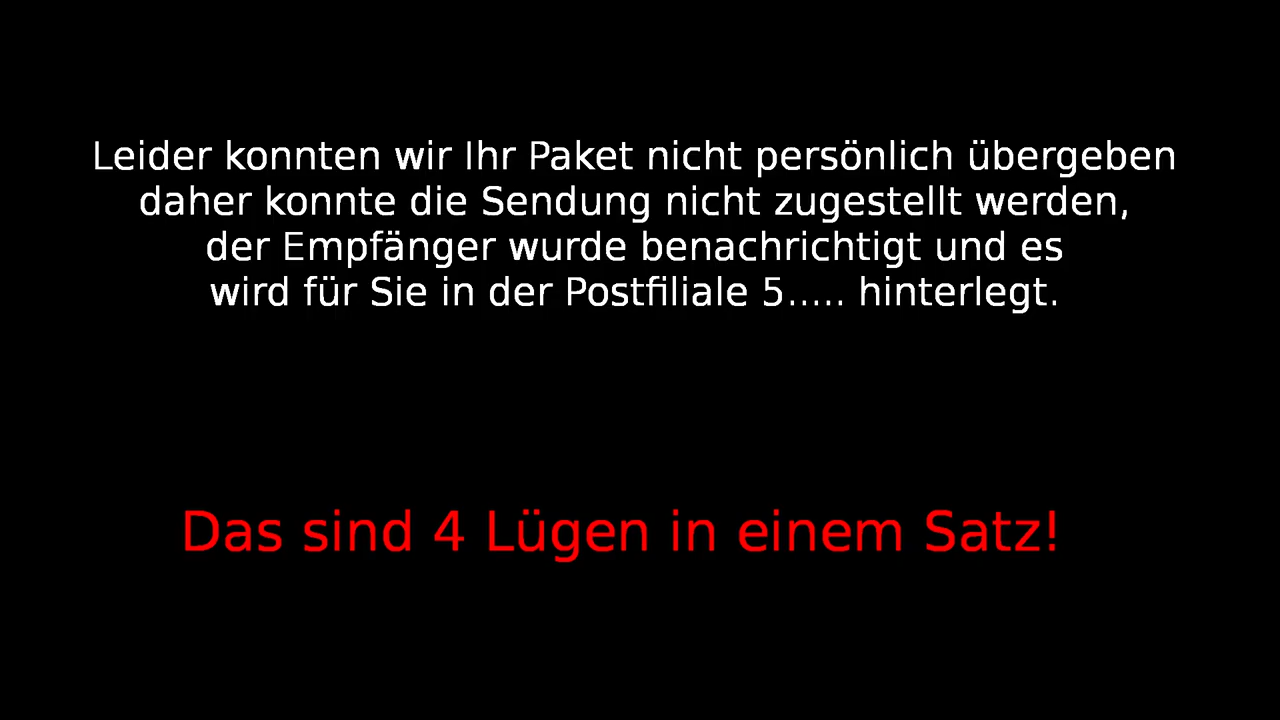 Leider konnten wir Ihr Paket nicht persönlich übergeben
daher konnte die Sendung nicht zugestellt werden,
der Empfänger wurde benachrichtigt und es
wird für Sie in der Postfiliale 5..... hinterlegt.
Das sind 4 Lügen in einem Satz!